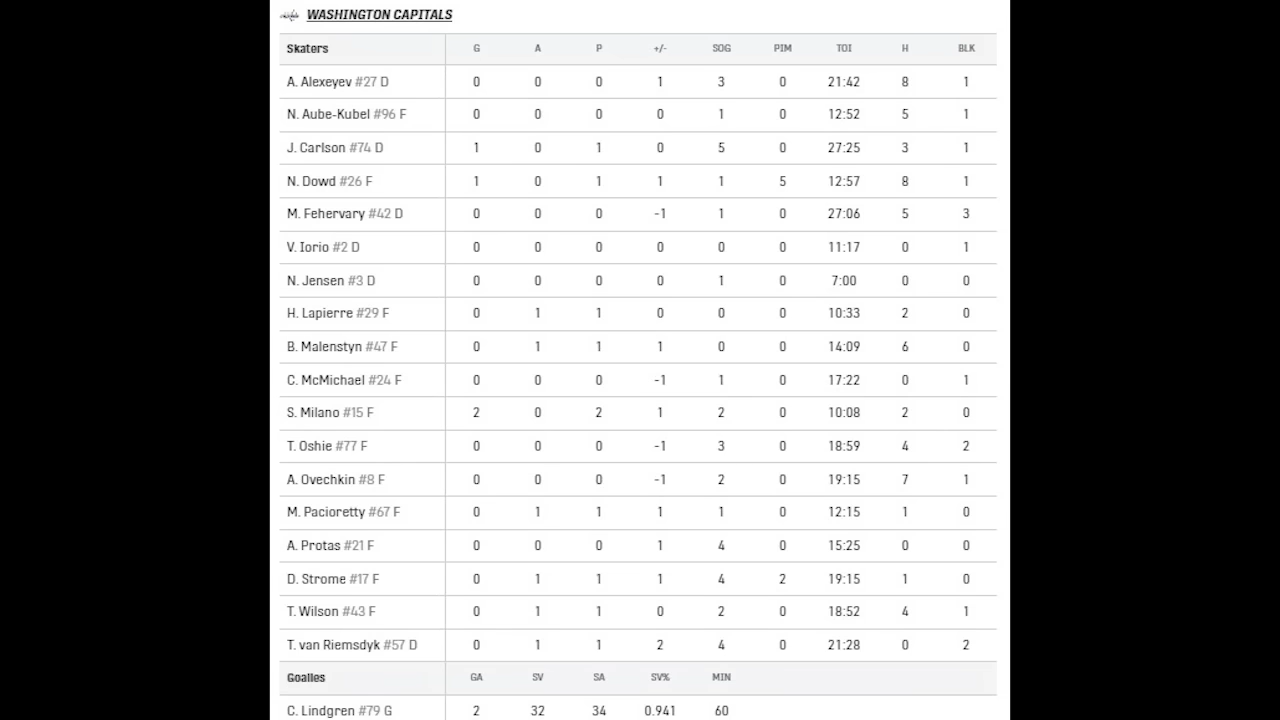 WASHINGTON CAPITALS
Skaters G A P +/- SOG PIM TOI H BLK
A. Alexeyev #27 D 0 0 0 1 3 0 21:42 8 1
N. Aube-Kubel #96 F 0 0 0 0 1 0 12:52 5 1
J. Carlson #74 D 1 0 1 0 5 0 27:25 3 1
N. Dowd #26 F 1 0 1 1 1 5 12:57 8 1
M. Fehervary #42 D 0 0 0 -1 1 0 27:06 5 3
V. Iorio #2 D 0 0 0 0 0 0 11:17 0 1
N. Jensen #3 D 0 0 0 0 1 0 7:00 0 0
H. Lapierre #29 F 0 1 1 0 0 0 10:33 2 0
B. Malenstyn #47 F 0 1 1 1 0 0 14:09 6 0
C. McMichael #24 F 0 0 0 -1 1 0 17:22 0 1
S. Milano #15 F 2 0 2 1 2 0 10:08 2 0
T. Oshie #77 F 0 0 0 -1 3 0 18:59 4 2
A. Ovechkin #8 F 0 0 0 -1 2 0 19:15 7 1
M. Pacioretty #67 F 0 1 1 1 1 0 12:15 1 0
A. Protas #21 F 0 0 0 1 4 0 15:25 0 0
D. Strome #17 F 0 1 1 1 4 2 19:15 1 0
T. Wilson #43 F 0 1 1 0 2 0 18:52 4 1
T. van Riemsdyk #57 D 0 1 1 2 4 0 21:28 0 2
Goalies GA SV SA SV% MIN
C. Lindgren #79 G 2 32 34 0.941 60